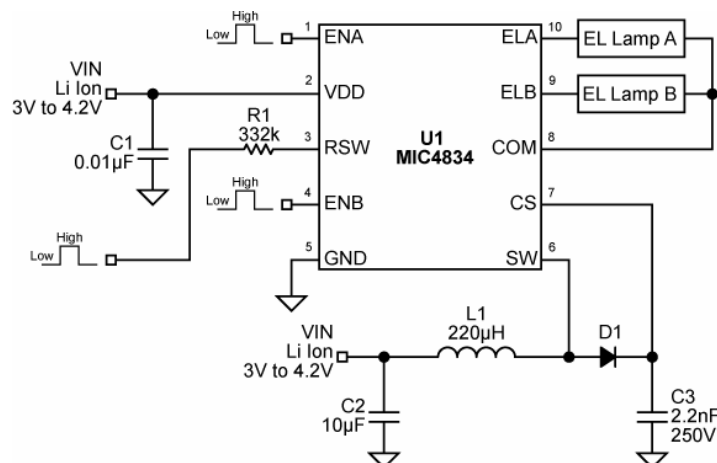 High
Low
1
ENA
ELA
10
EL Lamp A
VIN
Li Ion
3V to 4.2V
2
VDD
ELB
9
EL Lamp B
R1
332k
3
RSW
U1
MIC4834
COM
8
C1
0.01µF
High
Low
4
ENB
CS
7
High
Low
5
GND
SW
6
VIN
Li Ion
3V to 4.2V
L1
220µH
D1
C2
10µF
C3
2.2nF
250V